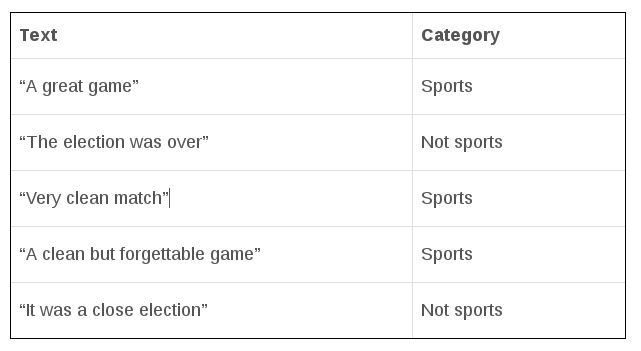 Text Category
“A great game” Sports
“The election was over” Not sports
“Very clean match” Sports
“A clean but forgettable game” Sports
“It was a close election” Not sports